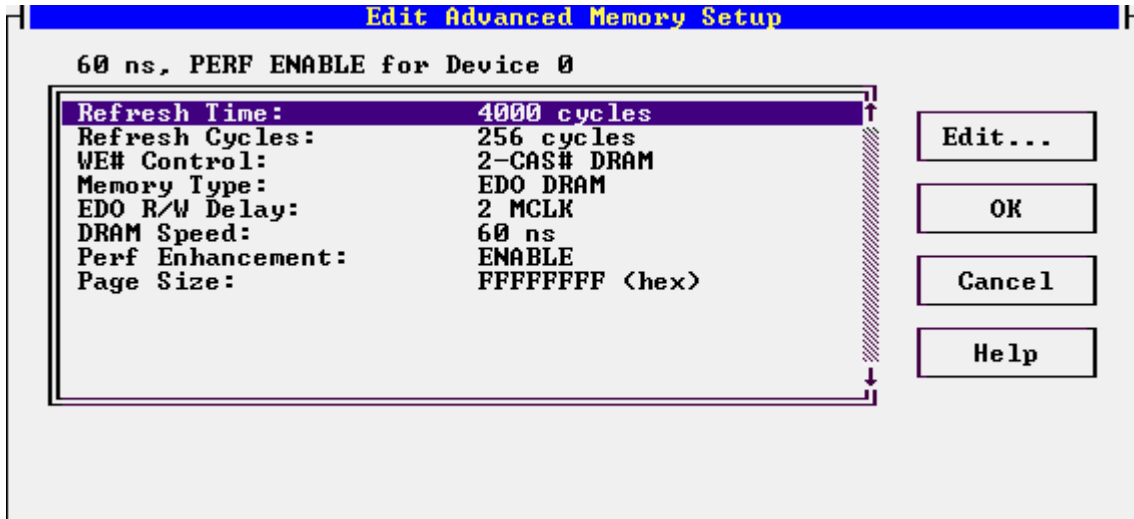 Edit Advanced Memory Setup
60 ns, PERF ENABLE for Device 0
Refresh Time: 4000 cycles
Refresh Cycles: 256 cycles
WE# Control: 2-CAS# DRAM
Memory Type: EDO DRAM
EDO R/W Delay: 2 MCLK
DRAM Speed: 60 ns
Perf Enhancement: ENABLE
Page Size: FFFFFFFF (hex)
Edit...
OK
Cancel
Help